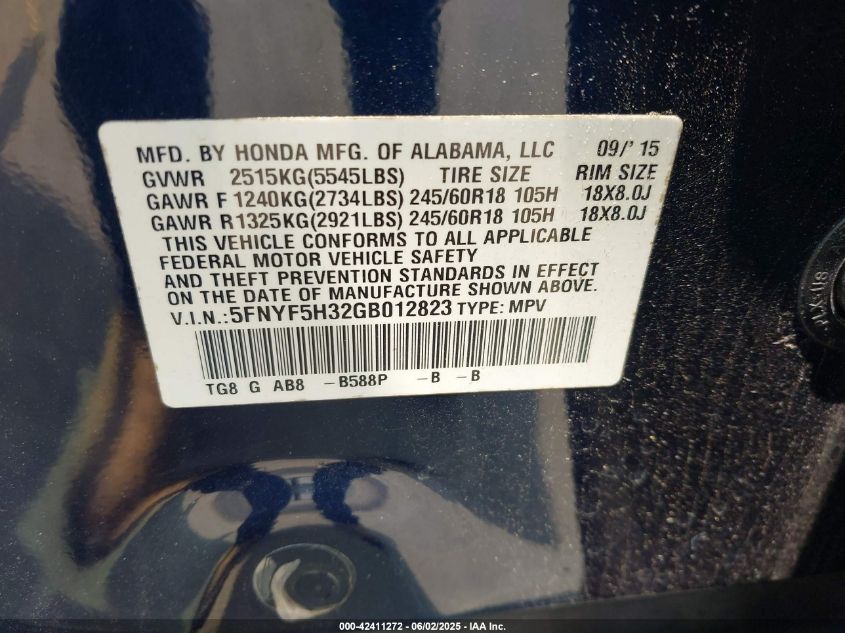 MFD. BY HONDA MFG. OF ALABAMA, LLC 09/' 15
GVWR 2515KG(5545LBS) TIRE SIZE RIM SIZE
GAWR F 1240KG(2734LBS) 245/60R18 105H 18X8.0J
GAWR R1325KG(2921LBS) 245/60R18 105H 18X8.0J
THIS VEHICLE CONFORMS TO ALL APPLICABLE
FEDERAL MOTOR VEHICLE SAFETY
AND THEFT PREVENTION STANDARDS IN EFFECT
ON THE DATE OF MANUFACTURE SHOWN ABOVE.
V.I.N.:5FNYF5H32GB012823 TYPE: MPV
TG8 G AB8 -B588P -B -B
000-42411272 - 06/02/2025 - IAA Inc.